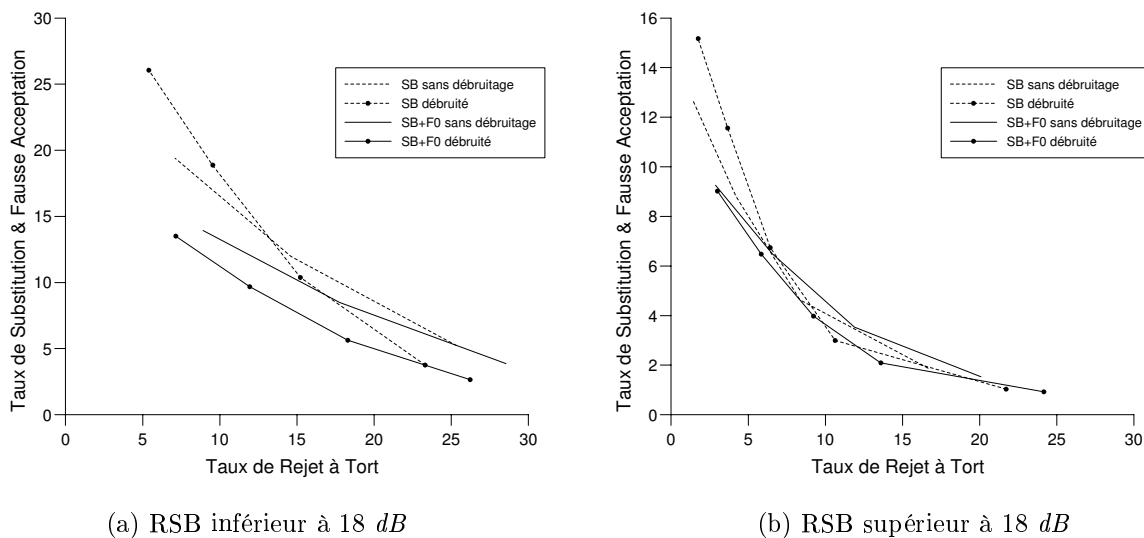 30
25
20
15
10
5
0
Taux de Substitution & Fausse Acceptation
SB sans débruitage
SB débruité
SB+F0 sans débruitage
SB+F0 débruité
0 5 10 15 20 25 30
Taux de Rejet à Tort
(a) RSB inférieur à 18 dB
16
14
12
10
8
6
4
2
0
Taux de Substitution & Fausse Acceptation
SB sans débruitage
SB débruité
SB+F0 sans débruitage
SB+F0 débruité
0 5 10 15 20 25 30
Taux de Rejet à Tort
(b) RSB supérieur à 18 dB